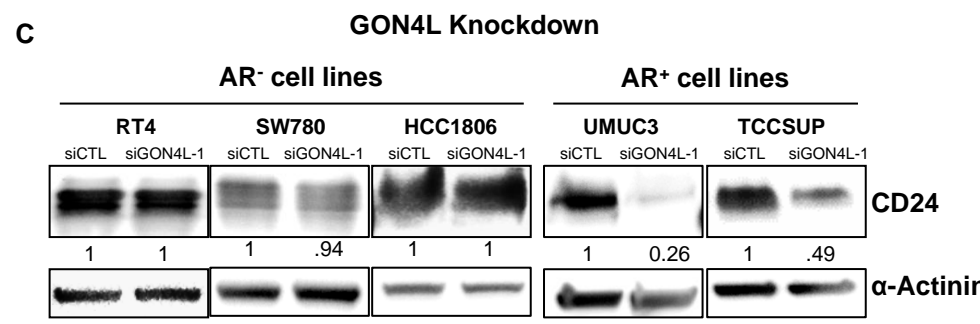 C
GON4L Knockdown
AR- cell lines AR+ cell lines
RT4 SW780 HCC1806 UMUC3 TCCSUP
siCTL siGON4L-1 siCTL siGON4L-1 siCTL siGON4L-1 siCTL siGON4L-1 siCTL siGON4L-1
CD24
1 1 1 .94 1 1 1 0.26 1 .49
α-Actinin